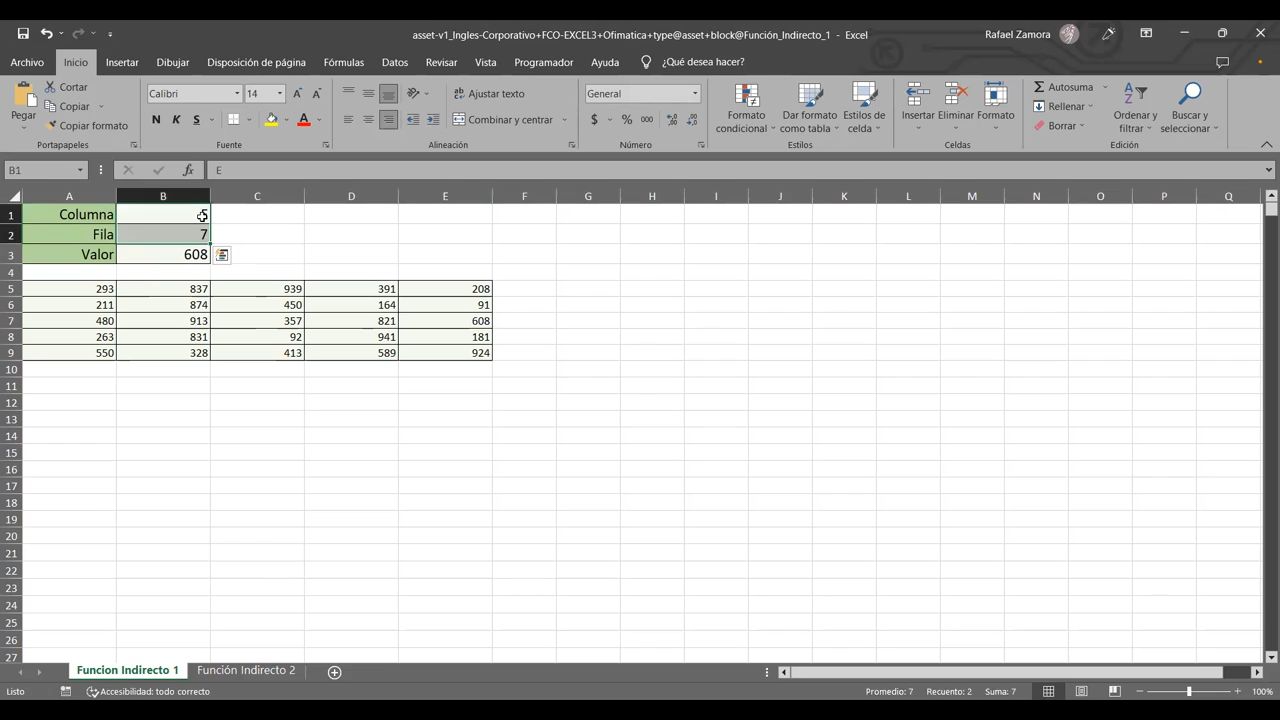 asset-v1_Ingles-Corporativo+FCO-EXCEL3+Ofimatica+type@asset+block@Función_Indirecto_1 - Excel
Rafael Zamora
Archivo Inicio Insertar Dibujar Disposición de página Fórmulas Datos Revisar Vista Programador Ayuda ¿Qué desea hacer?
Pegar
Cortar
Copiar
Copiar formato
Portapapeles
Calibri 14
N K S A
Fuente
Ajustar texto
Combinar y centrar
Alineación
General
$ % 000
Número
Formato condicional
Dar formato como tabla
Estilos de celda
Estilos
Insertar Eliminar Formato
Celdas
Autosuma
Rellenar
Borrar
Ordenar y filtrar
Buscar y seleccionar
Edición
B1 fx E
A B C D E F G H I J K L M N O P Q
1 Columna
2 Fila 7
3 Valor 608
4
5 293 837 939 391 208
6 211 874 450 164 91
7 480 913 357 821 608
8 263 831 92 941 181
9 550 328 413 589 924
10
11
12
13
14
15
16
17
18
19
20
21
22
23
24
25
26
27
Funcion Indirecto 1 Función Indirecto 2
Listo Accesibilidad: todo correcto Promedio: 7 Recuento: 2 Suma: 7 100%